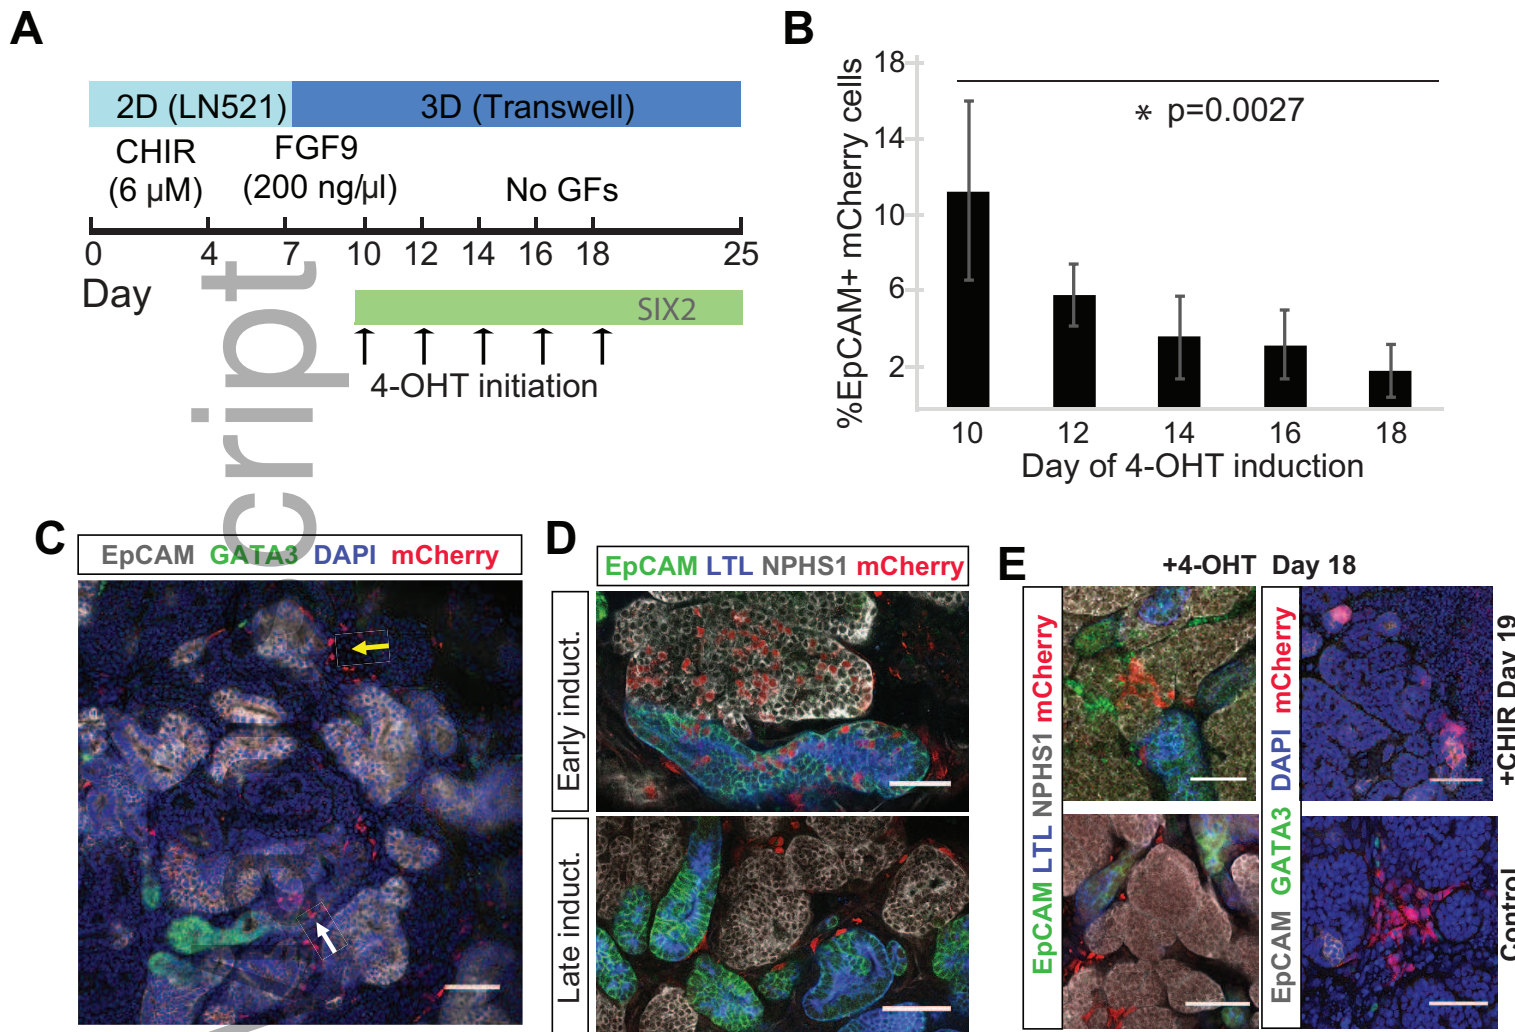 A
2D (LN521)
3D (Transwell)
CHIR
(6 µM)
FGF9
(200 ng/µl)
No GFs
0 4 7 10 12 14 16 18 25
Day
SIX2
4-OHT initiation
cript
B
%EpCAM+ mCherry cells
18
14
10
6
2
* p=0.0027
10 12 14 16 18
Day of 4-OHT induction
C
EpCAM GATA3 DAPI mCherry
D
EpCAM LTL NPHS1 mCherry
Early induct.
Late induct.
E
+4-OHT Day 18
EpCAM LTL NPHS1 mCherry
EpCAM GATA3 DAPI mCherry
+CHIR Day 19
Control